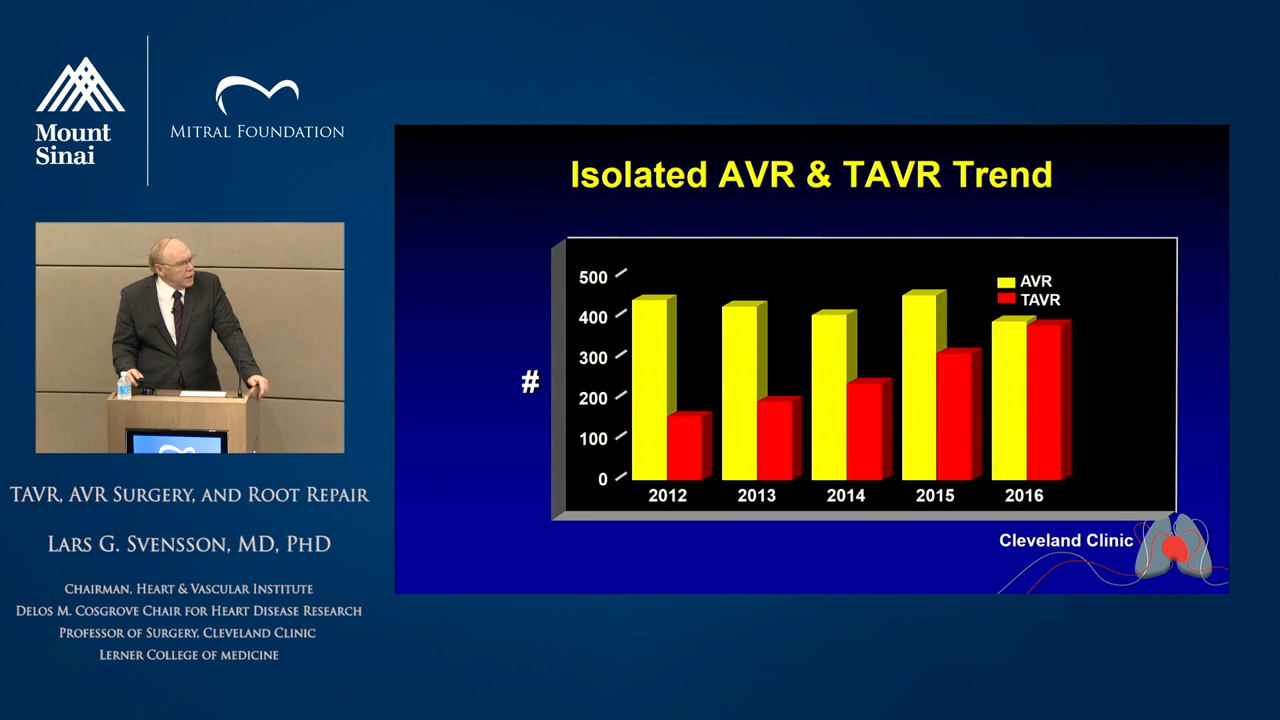 Mount
Sinai
MITRAL FOUNDATION
TAVR, AVR SURGERY, AND ROOT REPAIR
LARS G. SVENSSON, MD, PHD
CHAIRMAN, HEART & VASCULAR INSTITUTE
DELOS M. COSGROVE CHAIR FOR HEART DISEASE RESEARCH
PROFESSOR OF SURGERY, CLEVELAND CLINIC
LERNER COLLEGE OF MEDICINE
Isolated AVR & TAVR Trend
AVR
TAVR
#
500
400
300
200
100
0
2012 2013 2014 2015 2016
Cleveland Clinic